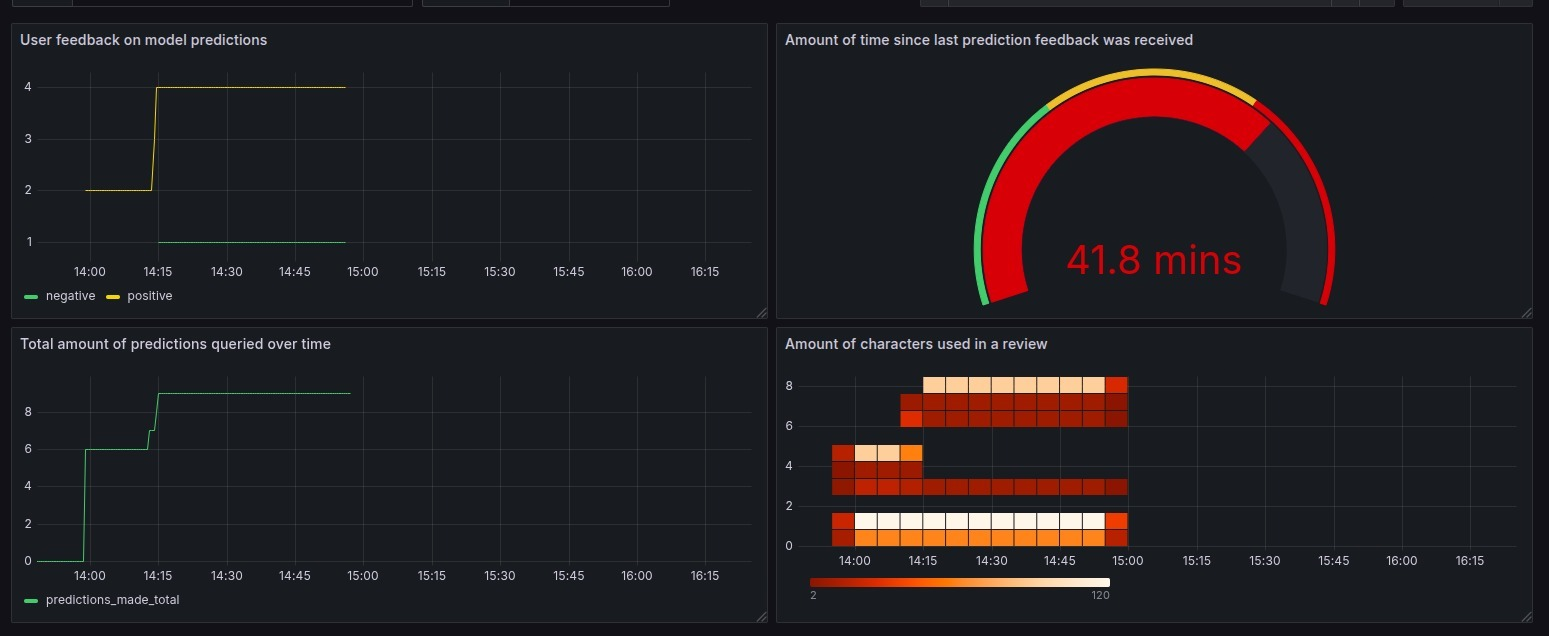 User feedback on model predictions
4
3
2
1
14:00 14:15 14:30 14:45 15:00 15:15 15:30 15:45 16:00 16:15
negative positive
Amount of time since last prediction feedback was received
41.8 mins
Total amount of predictions queried over time
8
6
4
2
0
14:00 14:15 14:30 14:45 15:00 15:15 15:30 15:45 16:00 16:15
predictions_made_total
Amount of characters used in a review
8
6
4
2
0
14:00 14:15 14:30 14:45 15:00 15:15 15:30 15:45 16:00 16:15
2 120